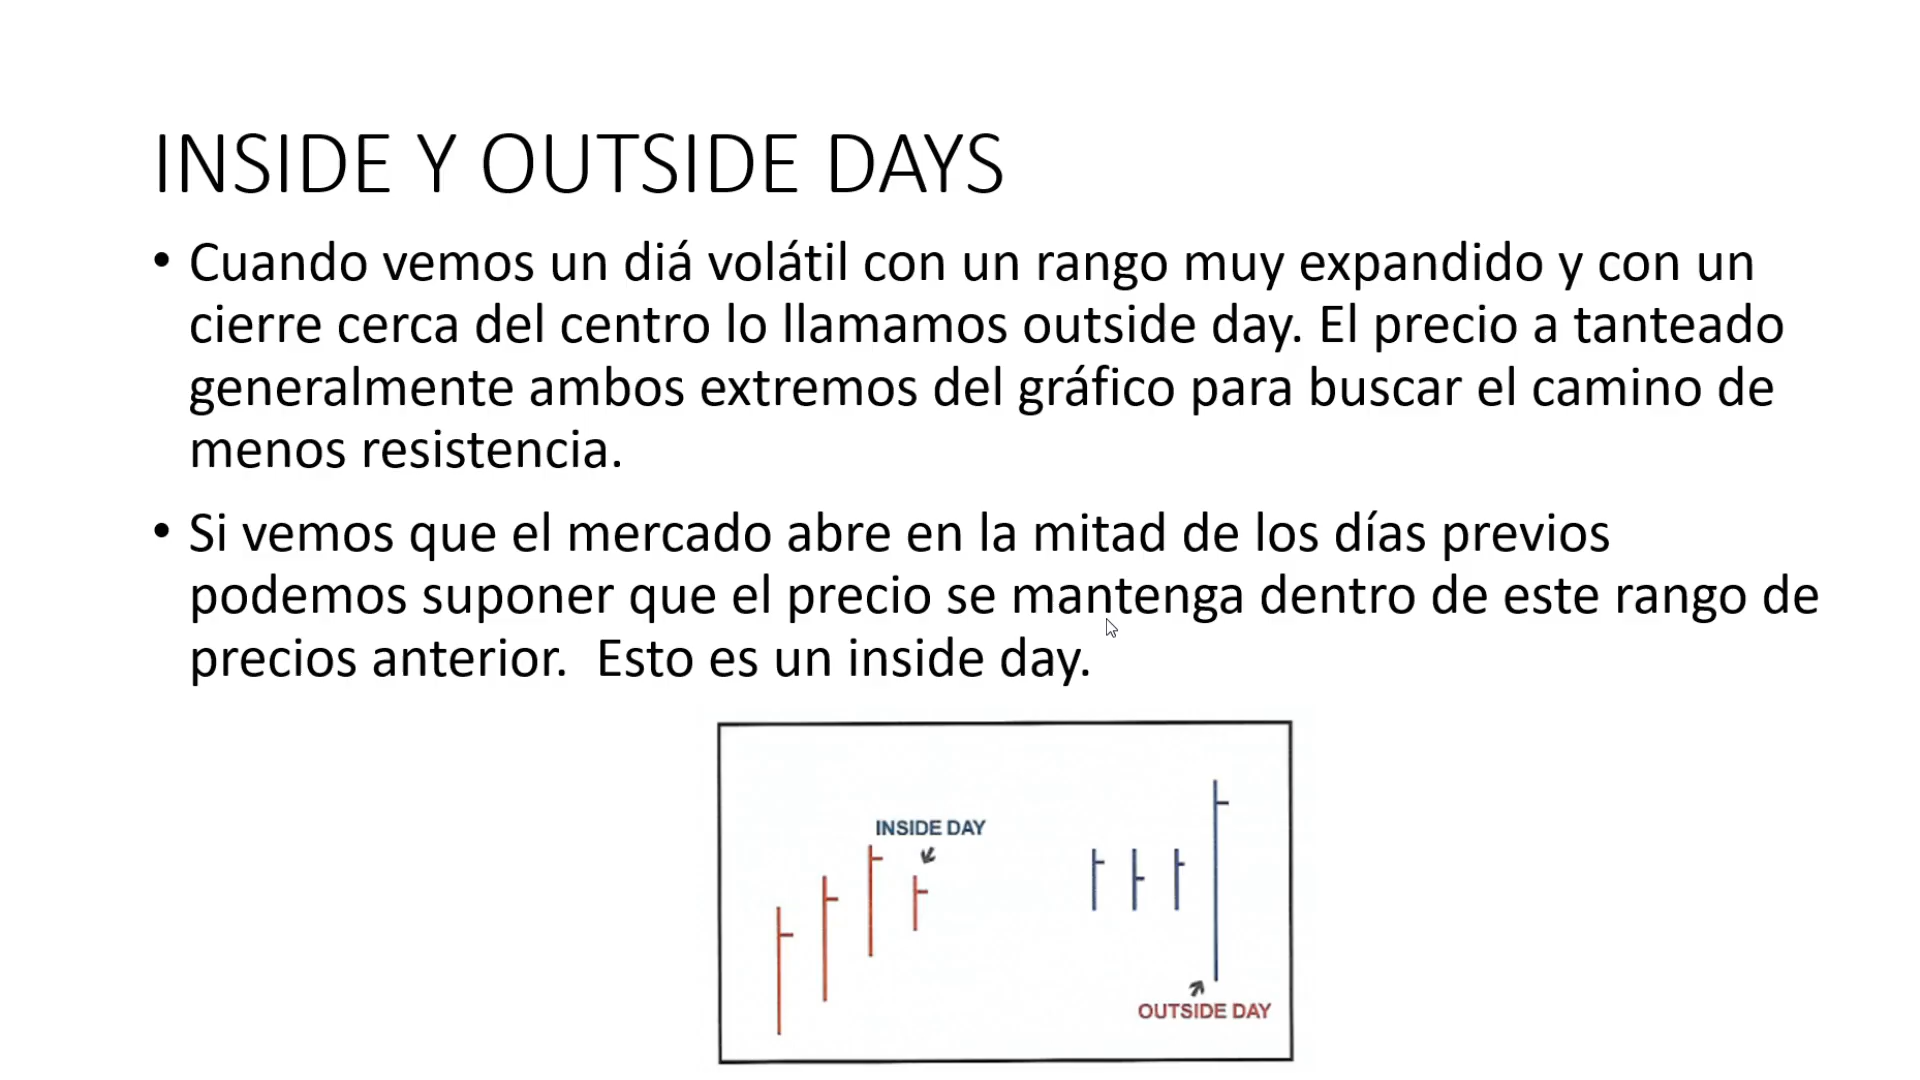 INSIDE Y OUTSIDE DAYS
• Cuando vemos un diá volátil con un rango muy expandido y con un
cierre cerca del centro lo llamamos outside day. El precio a tanteado
generalmente ambos extremos del gráfico para buscar el camino de
menos resistencia.
• Si vemos que el mercado abre en la mitad de los días previos
podemos suponer que el precio se mantenga dentro de este rango de
precios anterior.  Esto es un inside day.
INSIDE DAY
OUTSIDE DAY